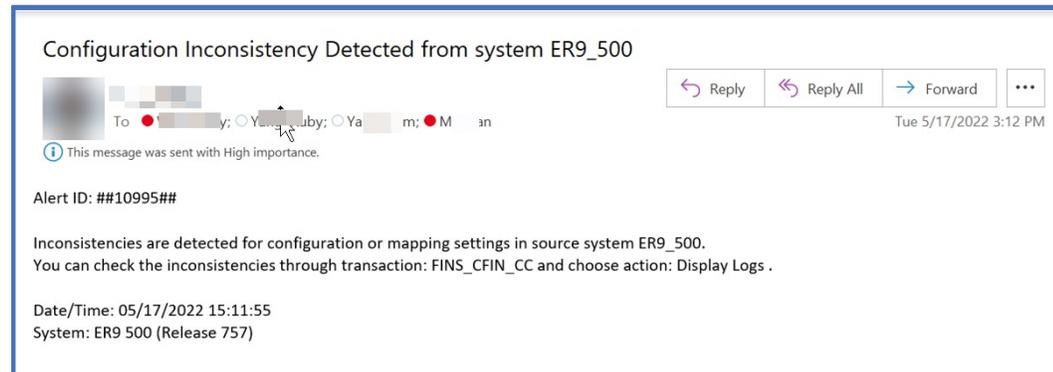 Configuration Inconsistency Detected from system ER9_500
Reply Reply All Forward
To
Tue 5/17/2022 3:12 PM
This message was sent with High importance.
Alert ID: ##10995##
Inconsistencies are detected for configuration or mapping settings in source system ER9_500.
You can check the inconsistencies through transaction: FINS_CFIN_CC and choose action: Display Logs .
Date/Time: 05/17/2022 15:11:55
System: ER9 500 (Release 757)